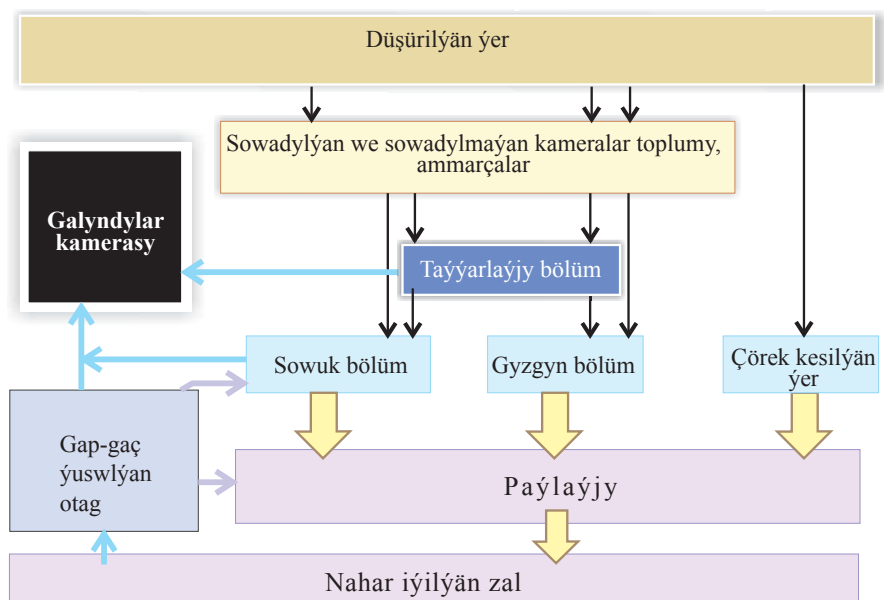 Düşürilýän ýer
Sowadylýan we sowadylmaýan kameralar toplumy,
ammarçalar
Galyndylar
kamerasy
Taýýarlaýjy bölüm
Sowuk bölüm
Gyzgyn bölüm
Çörek kesilýän
ýer
Gap-gaç
ýuswlýan
otag
Paýlaýjy
Nahar iýilýän zal